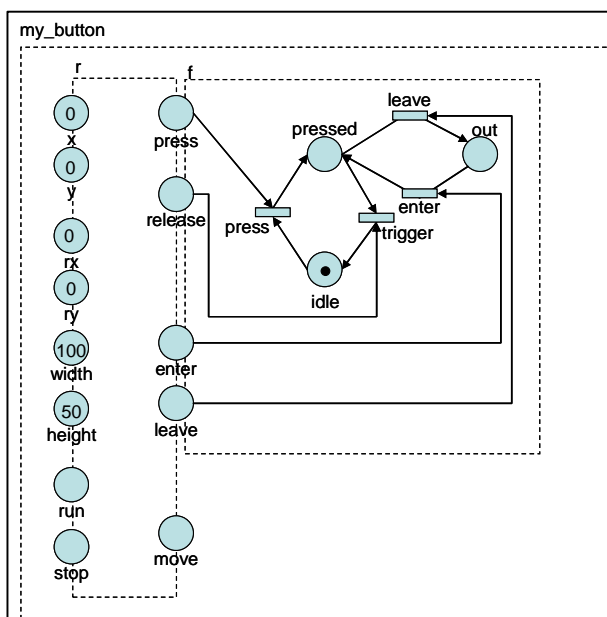 my_button
r
f
0
x
0
y
0
rx
0
ry
100
width
50
height
run
stop
press
release
enter
leave
move
pressed
leave
out
press
enter
trigger
idle